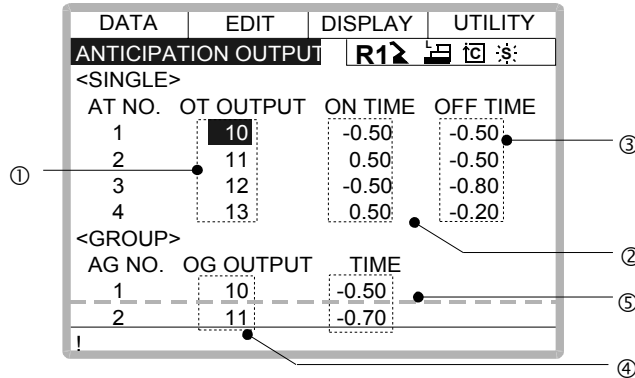 DATA EDIT DISPLAY UTILITY
ANTICIPATION OUTPUT R1 C S
<SINGLE>
AT NO. OT OUTPUT ON TIME OFF TIME
1 10 -0.50 -0.50 ③
2 11 0.50 -0.50
① 3 12 -0.50 -0.80
4 13 0.50 -0.20
<GROUP> ②
AG NO. OG OUTPUT TIME
1 10 -0.50 ⑤
2 11 -0.70
!
④